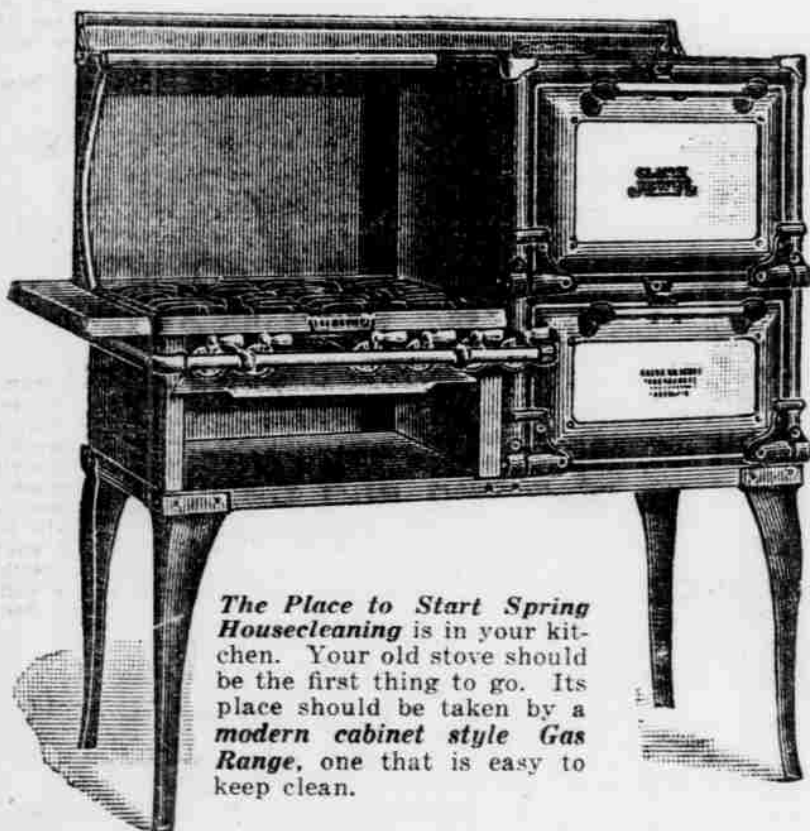 The Place to Start Spring
Housecleaning is in your kit-
chen. Your old stove should
be the first thing to go. Its
place should be taken by a
modern cabinet style Gas
Range, one that is easy to
keep clean.